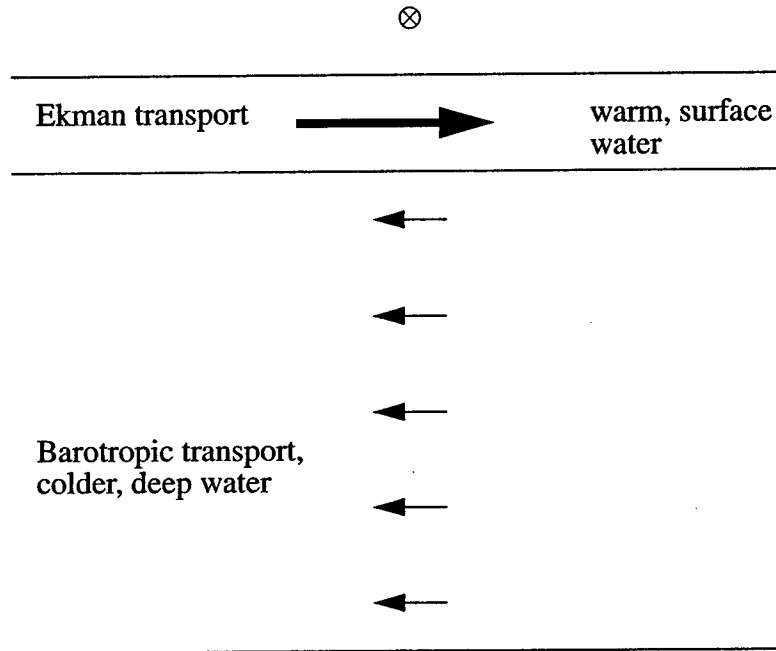 Ekman transport
warm, surface
water
Barotropic transport,
colder, deep water